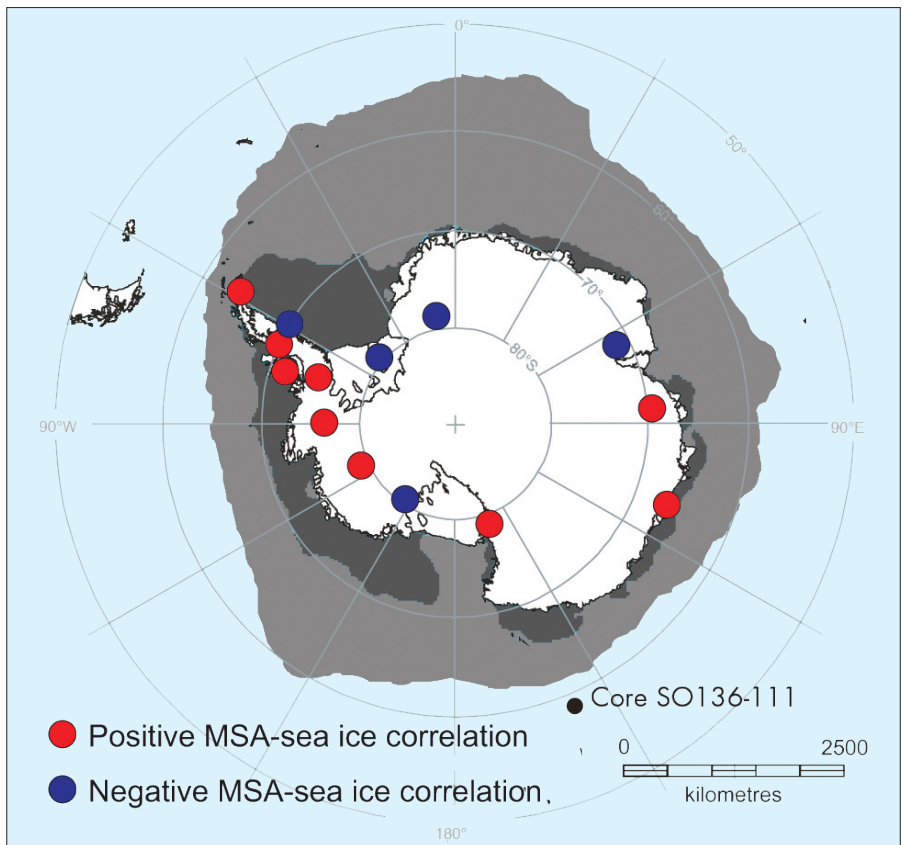 0°
50°
60°
70°
80°S
90°W
90°E
Core SO136-111
Positive MSA-sea ice correlation
0 2500
Negative MSA-sea ice correlation
kilometres
180°